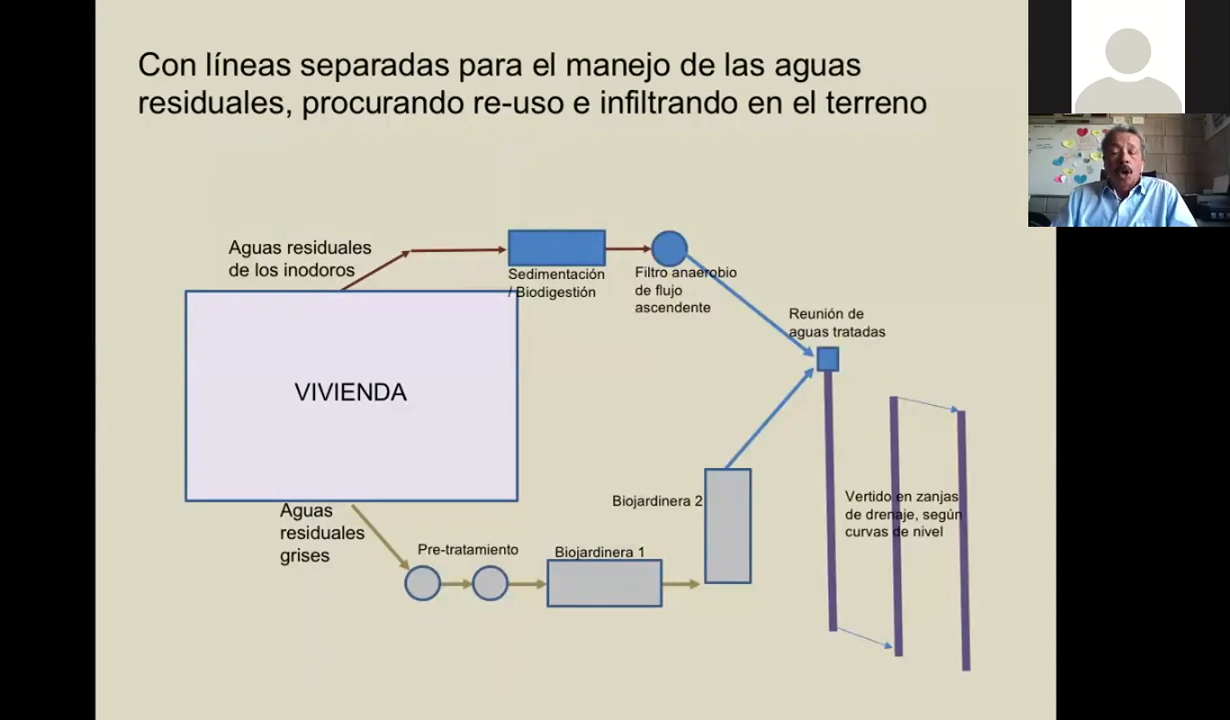 Con líneas separadas para el manejo de las aguas
residuales, procurando re-uso e infiltrando en el terreno
Aguas residuales
de los inodoros
Sedimentación
/ Biodigestión
Filtro anaerobio
de flujo
ascendente
Reunión de
aguas tratadas
VIVIENDA
Biojardinera 2
Vertido en zanjas
de drenaje, según
curvas de nivel
Aguas
residuales
grises
Pre-tratamiento
Biojardinera 1